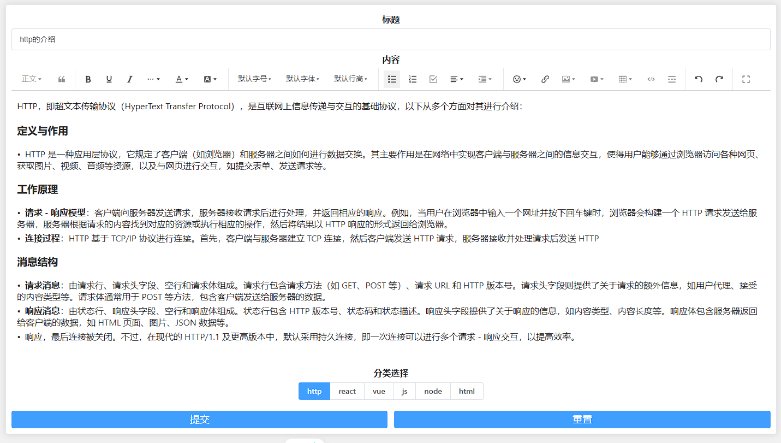 标题
http的介绍
内容
正文 B U I ··· A A 默认字号 默认字体 默认行高
HTTP，即超文本传输协议（HyperText Transfer Protocol），是互联网上信息传递与交互的基础协议，以下从多个方面对其进行介绍：
定义与作用
• HTTP 是一种应用层协议，它规定了客户端（如浏览器）和服务器之间如何进行数据交换。其主要作用是在网络中实现客户端与服务器之间的信息交互，使得用户能够通过浏览器访问各种网页、
获取图片、视频、音频等资源，以及与网页进行交互，如提交表单、发送请求等。
工作原理
• 请求 - 响应模型：客户端向服务器发送请求，服务器接收请求后进行处理，并返回相应的响应。例如，当用户在浏览器中输入一个网址并按下回车键时，浏览器会构建一个 HTTP 请求发送给服
务器，服务器根据请求的内容找到对应的资源或执行相应的操作，然后将结果以 HTTP 响应的形式返回给浏览器。
• 连接过程：HTTP 基于 TCP/IP 协议进行连接。首先，客户端与服务器建立 TCP 连接，然后客户端发送 HTTP 请求，服务器接收并处理请求后发送 HTTP
消息结构
• 请求消息：由请求行、请求头字段、空行和请求体组成。请求行包含请求方法（如 GET、POST 等）、请求 URL 和 HTTP 版本号。请求头字段则提供了关于请求的额外信息，如用户代理、接受
的内容类型等。请求体通常用于 POST 等方法，包含客户端发送给服务器的数据。
• 响应消息：由状态行、响应头字段、空行和响应体组成。状态行包含 HTTP 版本号、状态码和状态描述。响应头字段提供了关于响应的信息，如内容类型、内容长度等。响应体包含服务器返回
给客户端的数据，如 HTML 页面、图片、JSON 数据等。
• 响应，最后连接被关闭。不过，在现代的 HTTP/1.1 及更高版本中，默认采用持久连接，即一次连接可以进行多个请求 - 响应交互，以提高效率。
分类选择
http react vue js node html
提交 重置